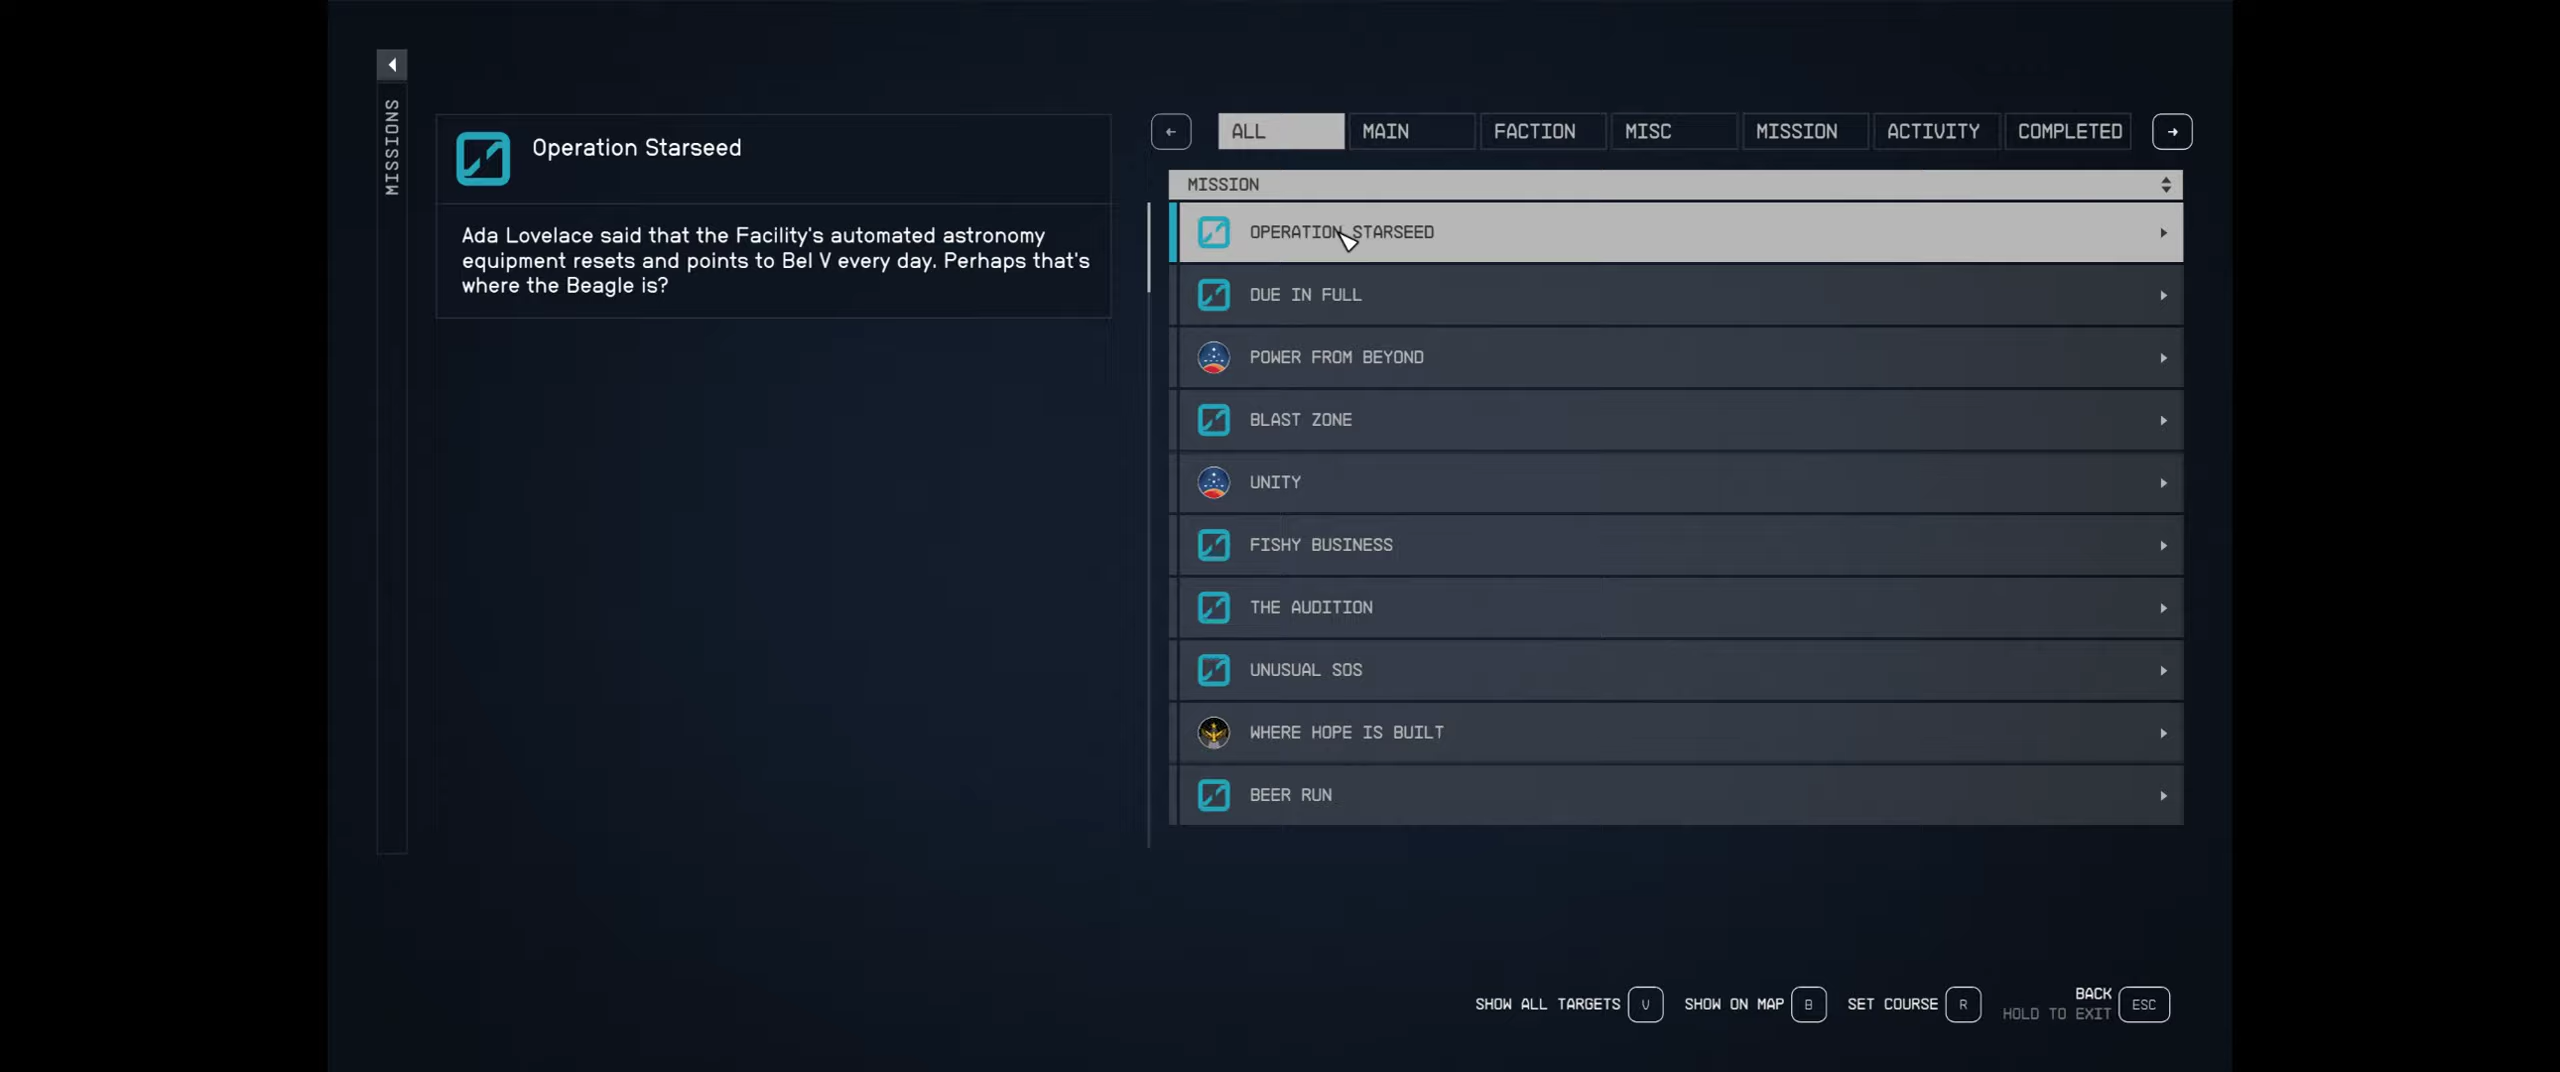 MISSIONS
Operation Starseed
Ada Lovelace said that the Facility's automated astronomy
equipment resets and points to Bel V every day. Perhaps that's
where the Beagle is?
ALL MAIN FACTION MISC MISSION ACTIVITY COMPLETED
MISSION
OPERATION STARSEED
DUE IN FULL
POWER FROM BEYOND
BLAST ZONE
UNITY
FISHY BUSINESS
THE AUDITION
UNUSUAL SOS
WHERE HOPE IS BUILT
BEER RUN
SHOW ALL TARGETS V SHOW ON MAP B SET COURSE R BACK ESC
HOLD TO EXIT